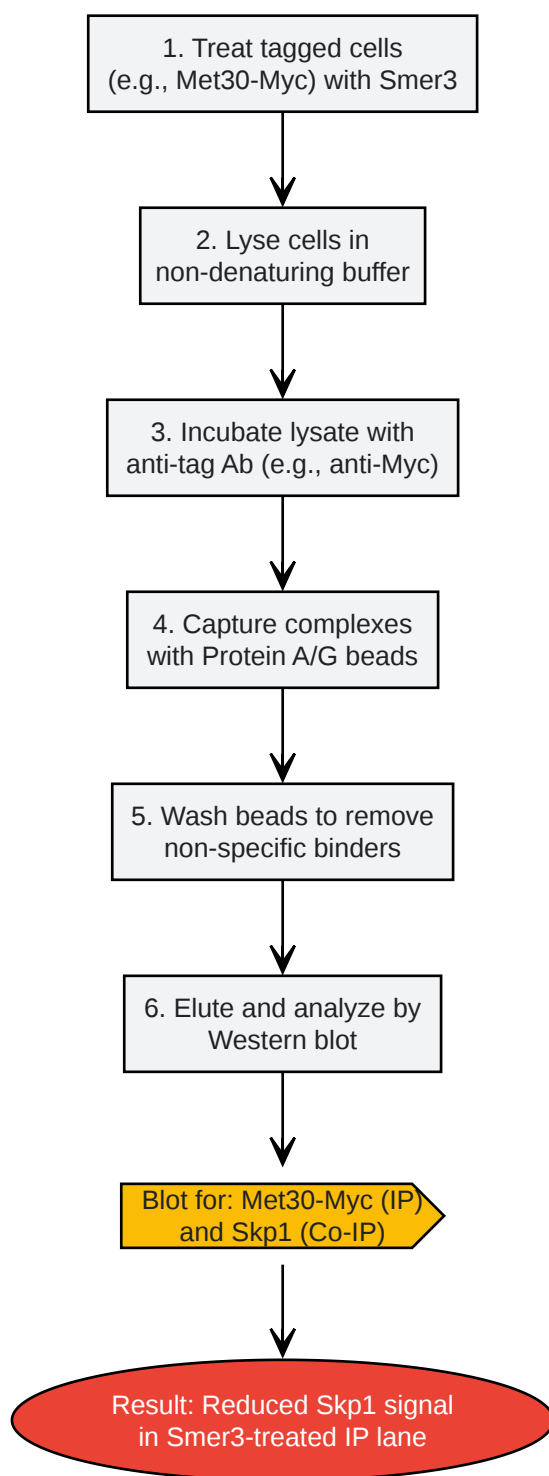 1. Treat tagged cells
(e.g., Met30-Myc) with Smer3
2. Lyse cells in
non-denaturing buffer
3. Incubate lysate with
anti-tag Ab (e.g., anti-Myc)
4. Capture complexes
with Protein A/G beads
5. Wash beads to remove
non-specific binders
6. Elute and analyze by
Western blot
Blot for: Met30-Myc (IP)
and Skp1 (Co-IP)
Result: Reduced Skp1 signal
in Smer3-treated IP lane